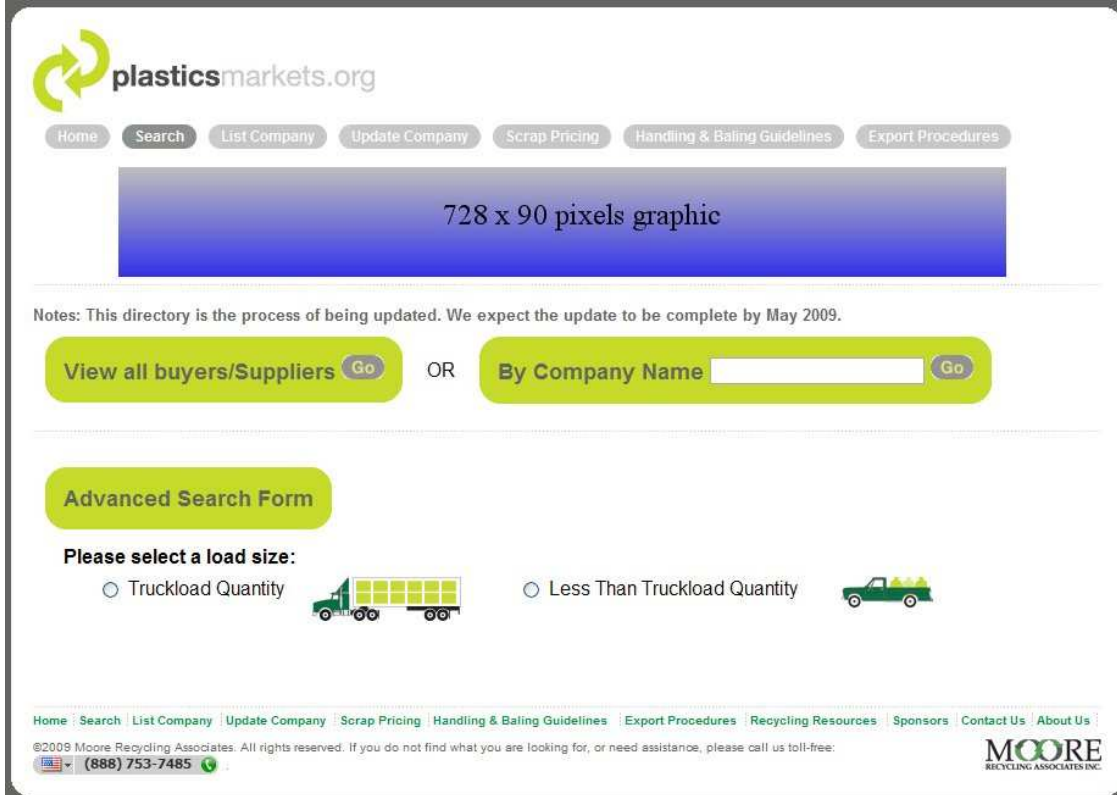 plasticsmarkets.org
Home Search List Company Update Company Scrap Pricing Handling & Baling Guidelines Export Procedures
728 x 90 pixels graphic
Notes: This directory is the process of being updated. We expect the update to be complete by May 2009.
View all buyers/Suppliers Go OR By Company Name Go
Advanced Search Form
Please select a load size:
Truckload Quantity Less Than Truckload Quantity
Home Search List Company Update Company Scrap Pricing Handling & Baling Guidelines Export Procedures Recycling Resources Sponsors Contact Us About Us
©2009 Moore Recycling Associates. All rights reserved. If you do not find what you are looking for, or need assistance, please call us toll-free:
(888) 753-7485 .
MOORE
RECYCLING ASSOCIATES INC.